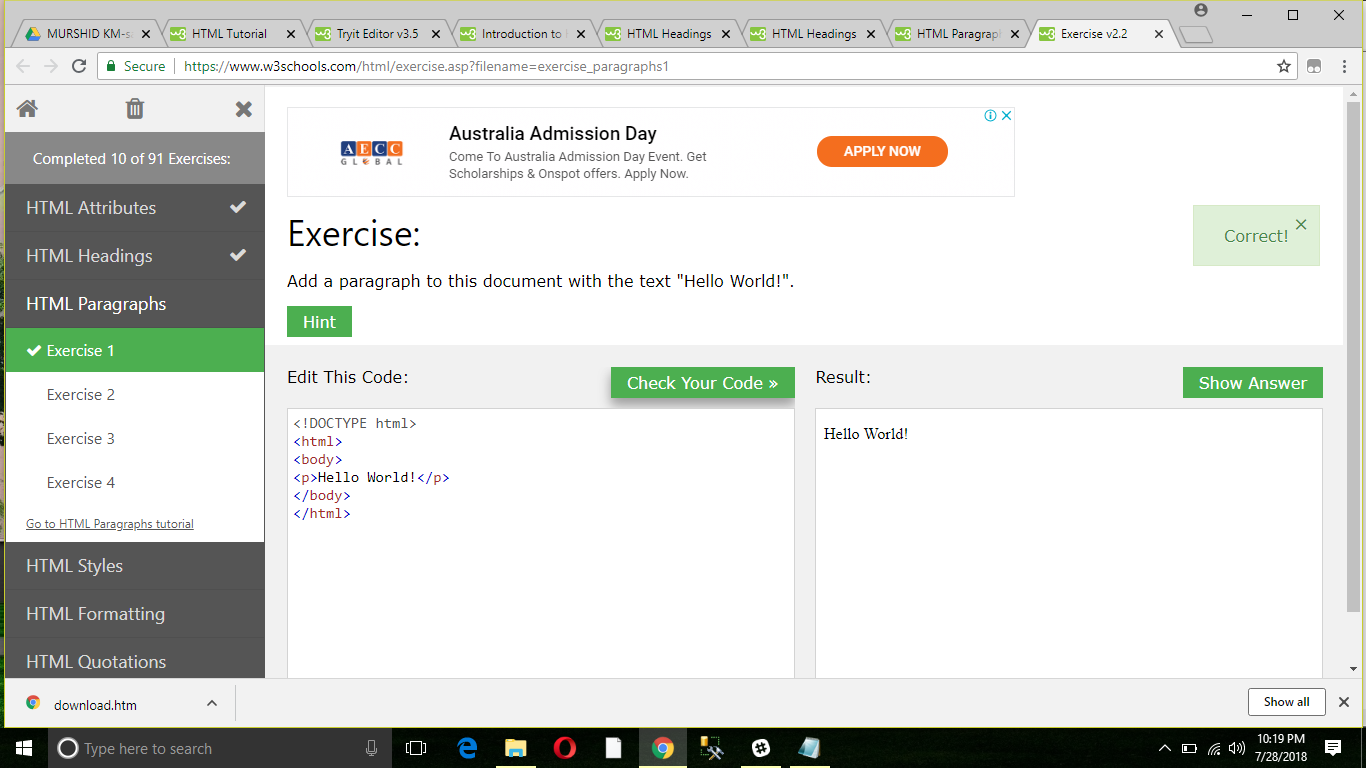 MURSHID KM-s
HTML Tutorial
Tryit Editor v3.5
Introduction to
HTML Headings
HTML Headings
HTML Paragraph
Exercise v2.2
Secure
https://www.w3schools.com/html/exercise.asp?filename=exercise_paragraphs1
Completed 10 of 91 Exercises:
HTML Attributes
HTML Headings
HTML Paragraphs
Exercise 1
Exercise 2
Exercise 3
Exercise 4
Go to HTML Paragraphs tutorial
HTML Styles
HTML Formatting
HTML Quotations
AECC
GLOBAL
Australia Admission Day
Come To Australia Admission Day Event. Get
Scholarships & Onspot offers. Apply Now.
APPLY NOW
Exercise:
Correct!
Add a paragraph to this document with the text "Hello World!".
Hint
Edit This Code:
Check Your Code »
Result:
Show Answer
<!DOCTYPE html>
<html>
<body>
<p>Hello World!</p>
</body>
</html>
Hello World!
download.htm
Show all
Type here to search
10:19 PM
7/28/2018